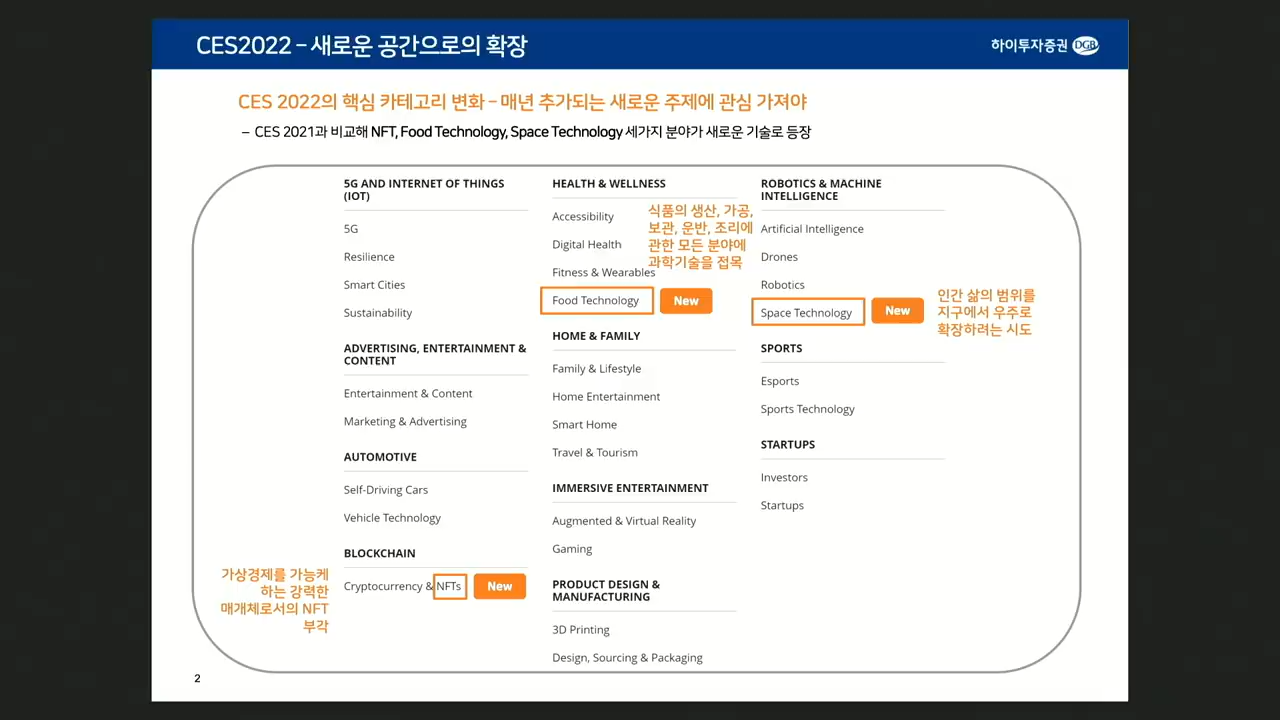 CES2022 – 새로운 공간으로의 확장
하이투자증권 DGB
CES 2022의 핵심 카테고리 변화 – 매년 추가되는 새로운 주제에 관심 가져야
– CES 2021과 비교해 NFT, Food Technology, Space Technology 세가지 분야가 새로운 기술로 등장
5G AND INTERNET OF THINGS
(IOT)
5G
Resilience
Smart Cities
Sustainability
ADVERTISING, ENTERTAINMENT &
CONTENT
Entertainment & Content
Marketing & Advertising
AUTOMOTIVE
Self-Driving Cars
Vehicle Technology
BLOCKCHAIN
Cryptocurrency & NFTs
New
가상경제를 가능케
하는 강력한
매개체로서의 NFT
부각
HEALTH & WELLNESS
Accessibility
Digital Health
Fitness & Wearables
Food Technology
New
식품의 생산, 가공,
보관, 운반, 조리에
관한 모든 분야에
과학기술을 접목
HOME & FAMILY
Family & Lifestyle
Home Entertainment
Smart Home
Travel & Tourism
IMMERSIVE ENTERTAINMENT
Augmented & Virtual Reality
Gaming
PRODUCT DESIGN &
MANUFACTURING
3D Printing
Design, Sourcing & Packaging
ROBOTICS & MACHINE
INTELLIGENCE
Artificial Intelligence
Drones
Robotics
Space Technology
New
인간 삶의 범위를
지구에서 우주로
확장하려는 시도
SPORTS
Esports
Sports Technology
STARTUPS
Investors
Startups
2